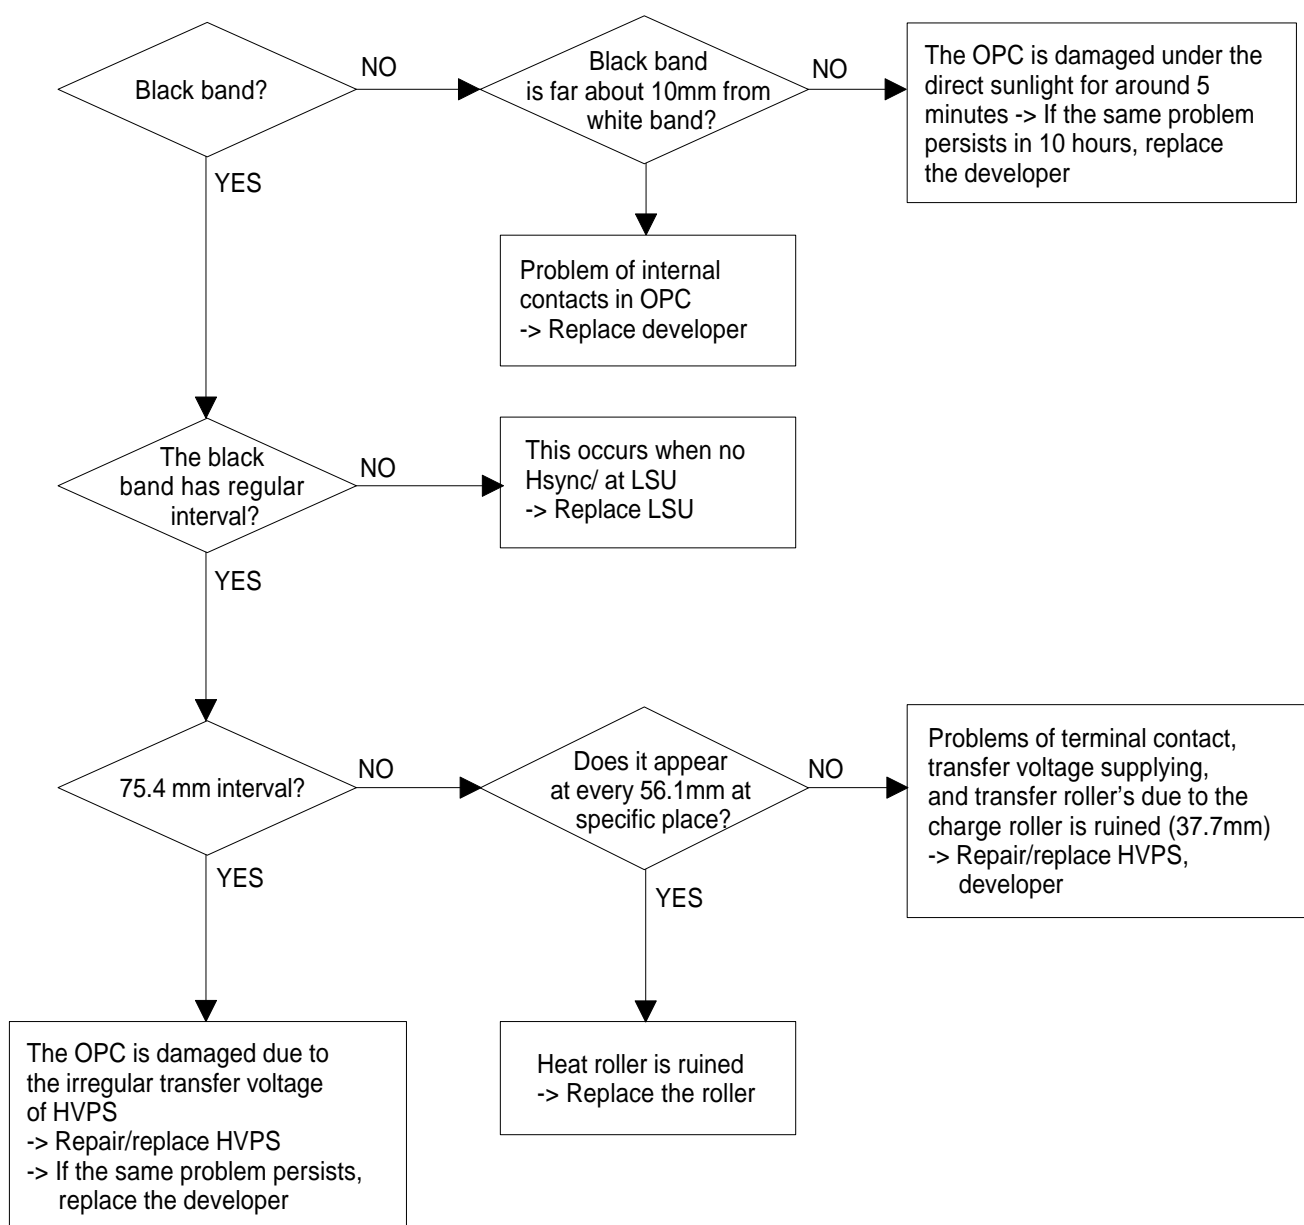 Black band?
NO
Black band
is far about 10mm from
white band?
NO
The OPC is damaged under the
direct sunlight for around 5
minutes -> If the same problem
persists in 10 hours, replace
the developer
YES
Problem of internal
contacts in OPC
-> Replace developer
The black
band has regular
interval?
NO
This occurs when no
Hsync/ at LSU
-> Replace LSU
YES
75.4 mm interval?
NO
Does it appear
at every 56.1mm at
specific place?
NO
Problems of terminal contact,
transfer voltage supplying,
and transfer roller's due to the
charge roller is ruined (37.7mm)
-> Repair/replace HVPS,
developer
YES
YES
The OPC is damaged due to
the irregular transfer voltage
of HVPS
-> Repair/replace HVPS
-> If the same problem persists,
replace the developer
Heat roller is ruined
-> Replace the roller